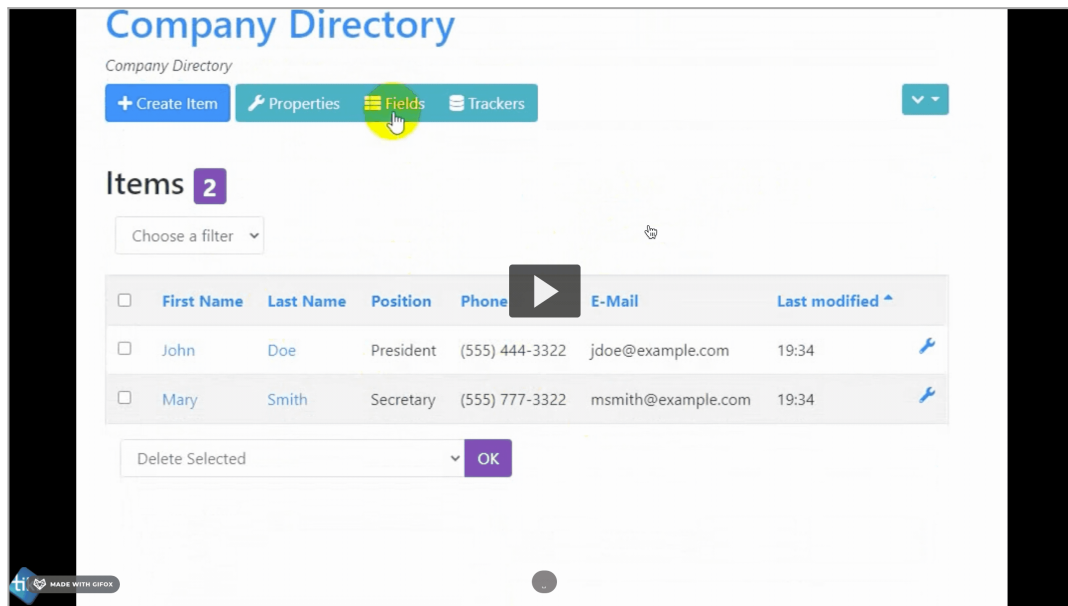 Company Directory
Company Directory
Create Item Properties Fields Trackers
Items 2
Choose a filter
First Name Last Name Position Phone E-Mail Last modified
John Doe President (555) 444-3322 jdoe@example.com 19:34
Mary Smith Secretary (555) 777-3322 msmith@example.com 19:34
Delete Selected OK
ti MADE WITH GIFOX